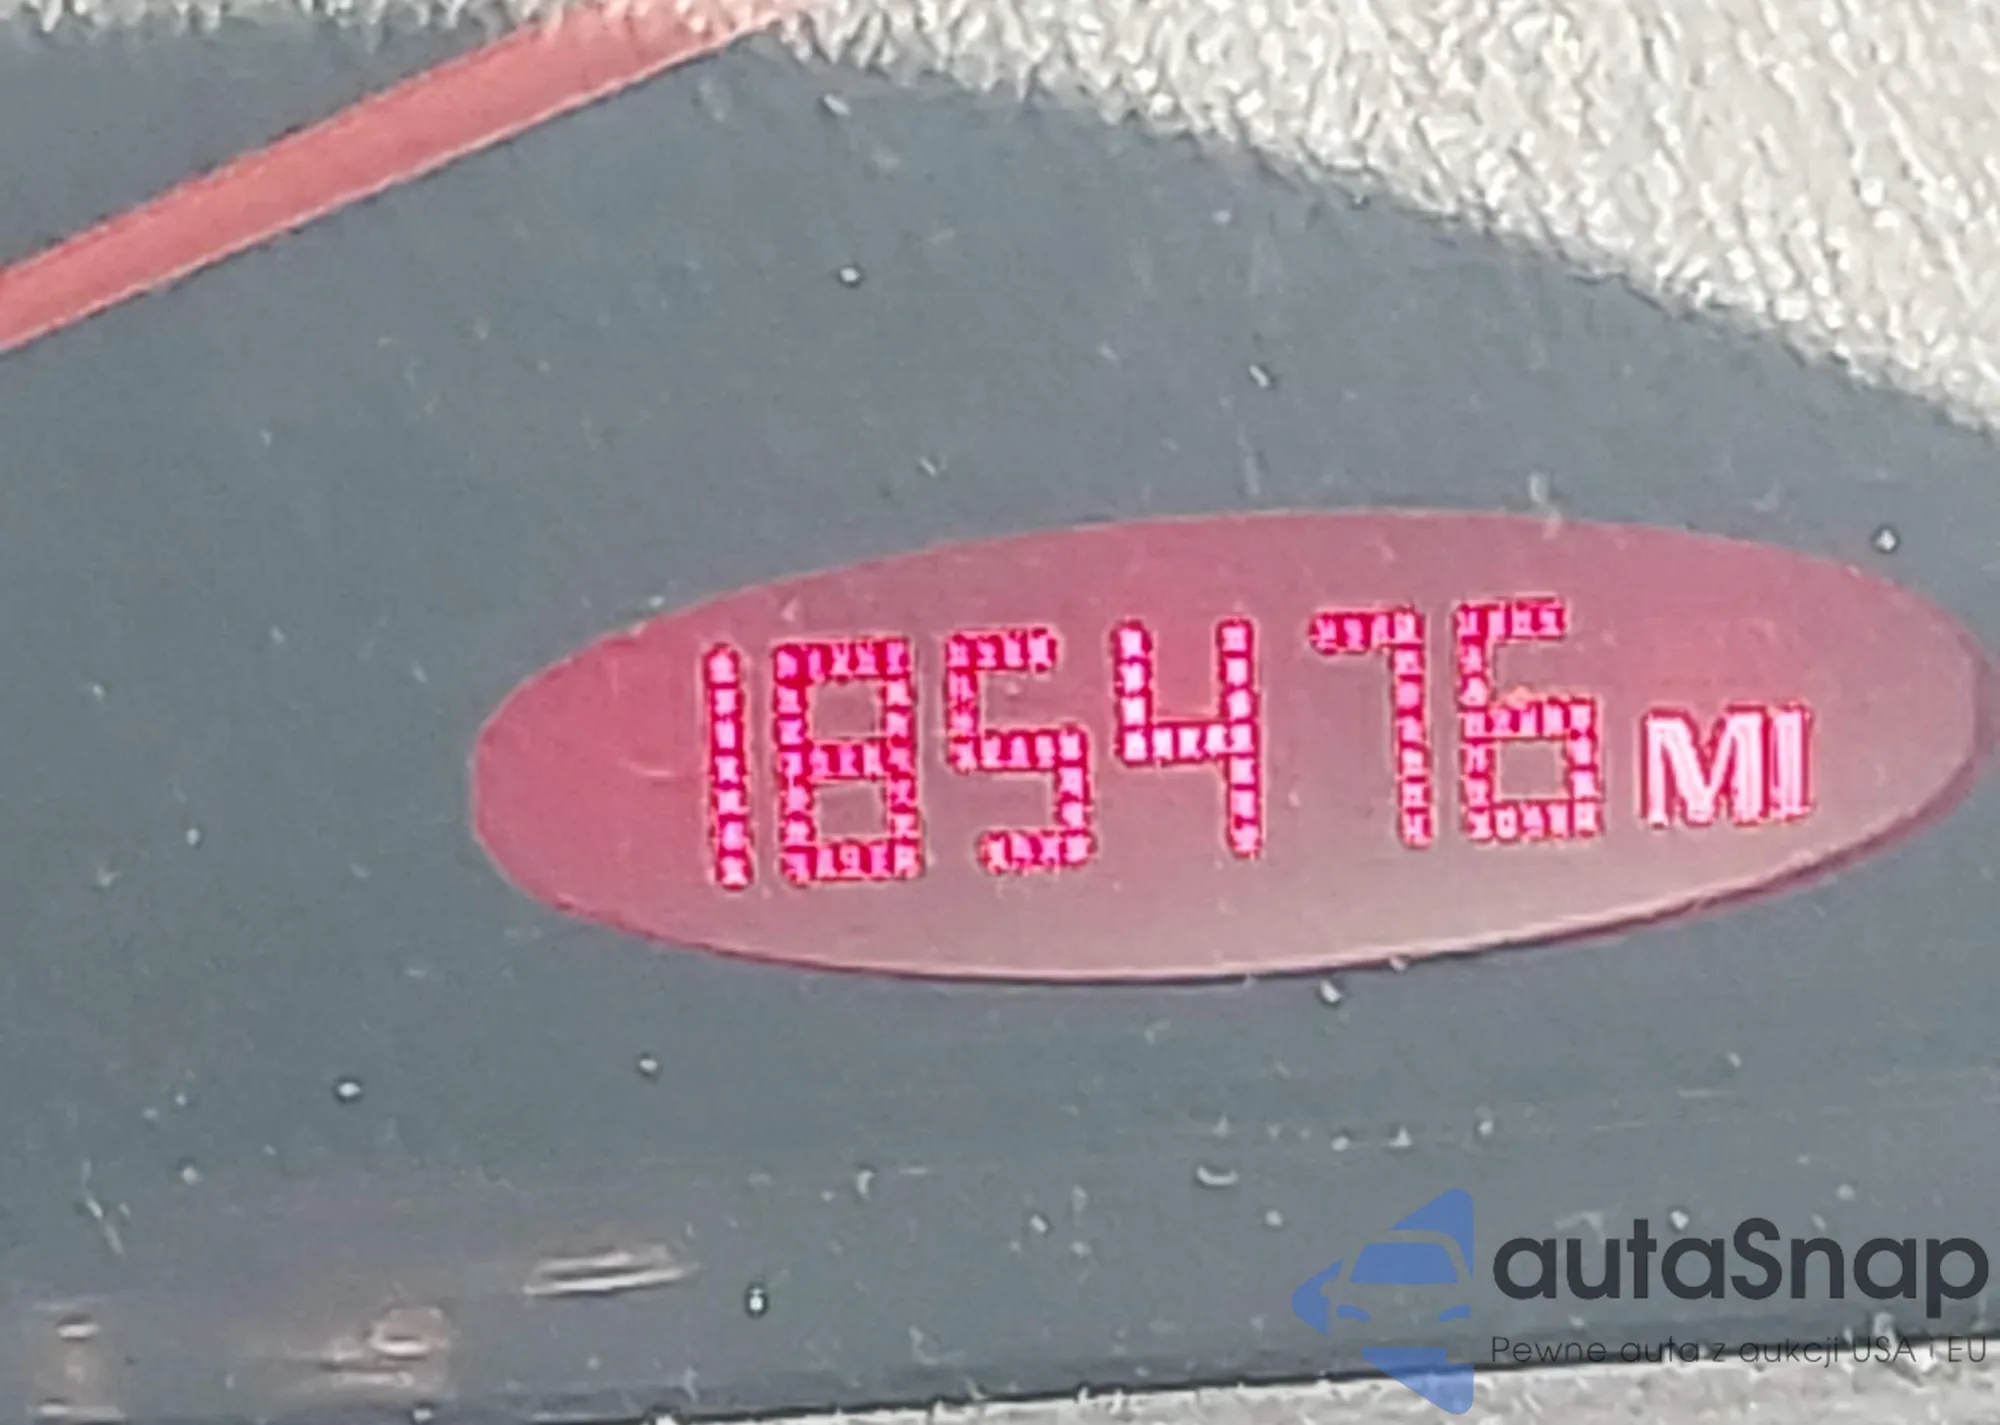 185476 MI
autaSnap
Pewne auta z aukcji USA i EU